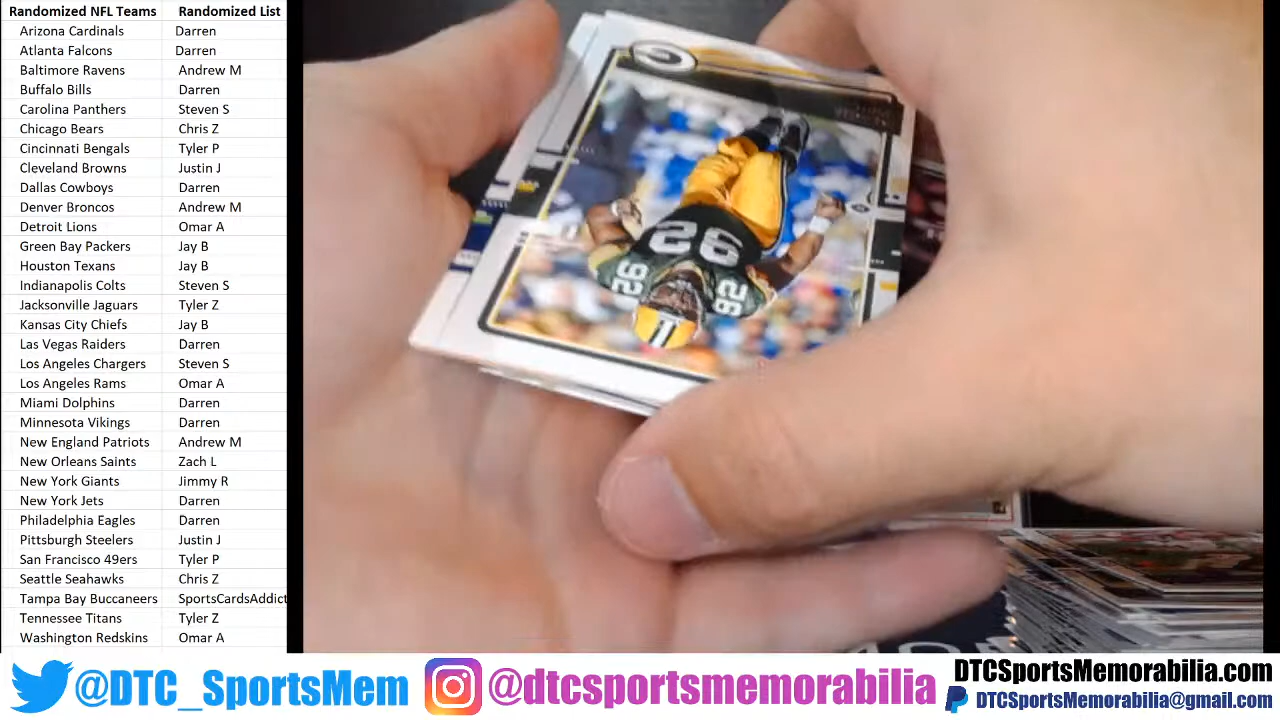 Randomized NFL Teams Randomized List
Arizona Cardinals Darren
Atlanta Falcons Darren
Baltimore Ravens Andrew M
Buffalo Bills Darren
Carolina Panthers Steven S
Chicago Bears Chris Z
Cincinnati Bengals Tyler P
Cleveland Browns Justin J
Dallas Cowboys Darren
Denver Broncos Andrew M
Detroit Lions Omar A
Green Bay Packers Jay B
Houston Texans Jay B
Indianapolis Colts Steven S
Jacksonville Jaguars Tyler Z
Kansas City Chiefs Jay B
Las Vegas Raiders Darren
Los Angeles Chargers Steven S
Los Angeles Rams Omar A
Miami Dolphins Darren
Minnesota Vikings Darren
New England Patriots Andrew M
New Orleans Saints Zach L
New York Giants Jimmy R
New York Jets Darren
Philadelphia Eagles Darren
Pittsburgh Steelers Justin J
San Francisco 49ers Tyler P
Seattle Seahawks Chris Z
Tampa Bay Buccaneers SportsCardsAddict
Tennessee Titans Tyler Z
Washington Redskins Omar A
92
92
92
@DTC_SportsMem @dtcsportsmemorabilia
DTCSportsMemorabilia.com
DTCSportsMemorabilia@gmail.com